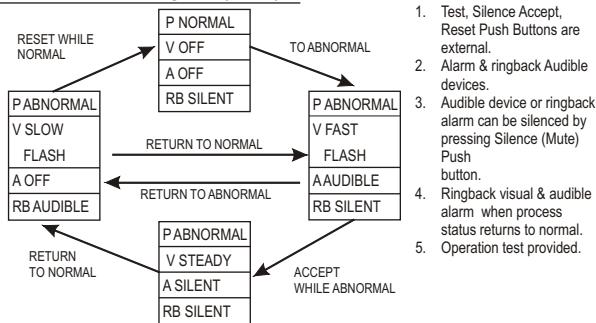 P NORMAL
V OFF
A OFF
RB SILENT
RESET WHILE
NORMAL
TO ABNORMAL
P ABNORMAL
V SLOW
FLASH
A OFF
RB AUDIBLE
RETURN TO NORMAL
RETURN TO ABNORMAL
P ABNORMAL
V FAST
FLASH
A AUDIBLE
RB SILENT
P ABNORMAL
V STEADY
A SILENT
RB SILENT
RETURN
TO NORMAL
ACCEPT
WHILE ABNORMAL
1. Test, Silence Accept,
Reset Push Buttons are
external.
2. Alarm & ringback Audible
devices.
3. Audible device or ringback
alarm can be silenced by
pressing Silence (Mute)
Push
button.
4. Ringback visual & audible
alarm when process
status returns to normal.
5. Operation test provided.